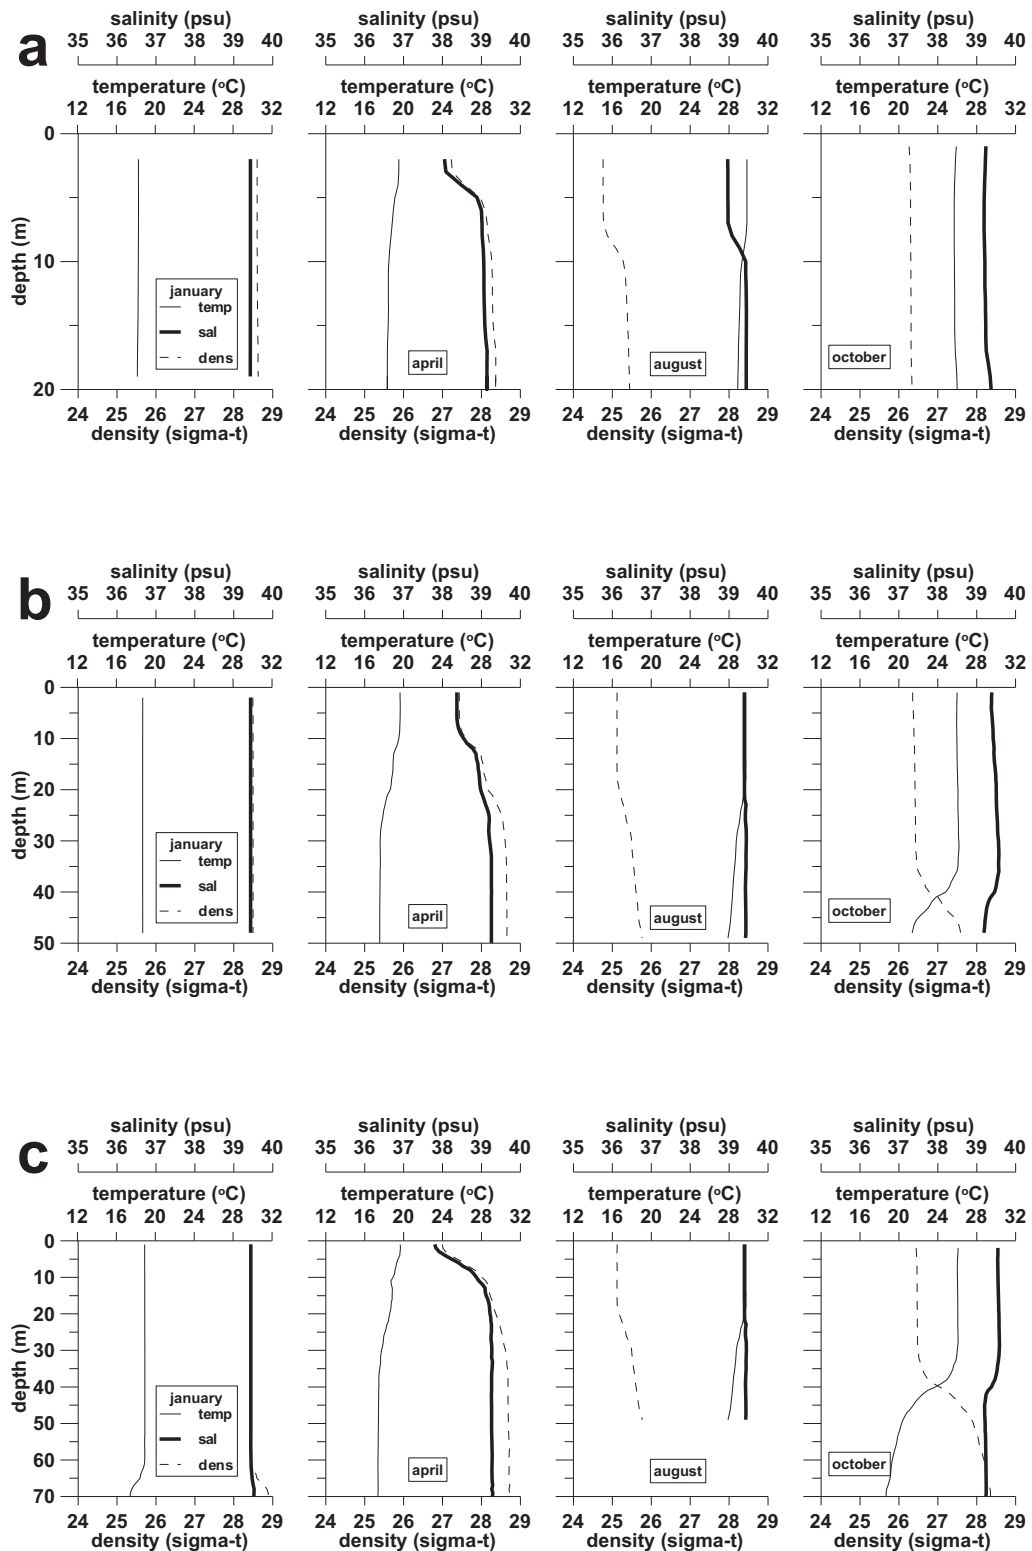 a
salinity (psu) salinity (psu) salinity (psu) salinity (psu)
35 36 37 38 39 40 35 36 37 38 39 40 35 36 37 38 39 40 35 36 37 38 39 40
temperature (oC) temperature (oC) temperature (oC) temperature (oC)
12 16 20 24 28 32 12 16 20 24 28 32 12 16 20 24 28 32 12 16 20 24 28 32
0
10
20
depth (m)
january
temp
sal
dens
april
august
october
24 25 26 27 28 29 24 25 26 27 28 29 24 25 26 27 28 29 24 25 26 27 28 29
density (sigma-t) density (sigma-t) density (sigma-t) density (sigma-t)
b
salinity (psu) salinity (psu) salinity (psu) salinity (psu)
35 36 37 38 39 40 35 36 37 38 39 40 35 36 37 38 39 40 35 36 37 38 39 40
temperature (oC) temperature (oC) temperature (oC) temperature (oC)
12 16 20 24 28 32 12 16 20 24 28 32 12 16 20 24 28 32 12 16 20 24 28 32
0
10
20
30
40
50
depth (m)
january
temp
sal
dens
april
august
october
24 25 26 27 28 29 24 25 26 27 28 29 24 25 26 27 28 29 24 25 26 27 28 29
density (sigma-t) density (sigma-t) density (sigma-t) density (sigma-t)
c
salinity (psu) salinity (psu) salinity (psu) salinity (psu)
35 36 37 38 39 40 35 36 37 38 39 40 35 36 37 38 39 40 35 36 37 38 39 40
temperature (oC) temperature (oC) temperature (oC) temperature (oC)
12 16 20 24 28 32 12 16 20 24 28 32 12 16 20 24 28 32 12 16 20 24 28 32
0
10
20
30
40
50
60
70
depth (m)
january
temp
sal
dens
april
august
october
24 25 26 27 28 29 24 25 26 27 28 29 24 25 26 27 28 29 24 25 26 27 28 29
density (sigma-t) density (sigma-t) density (sigma-t) density (sigma-t)